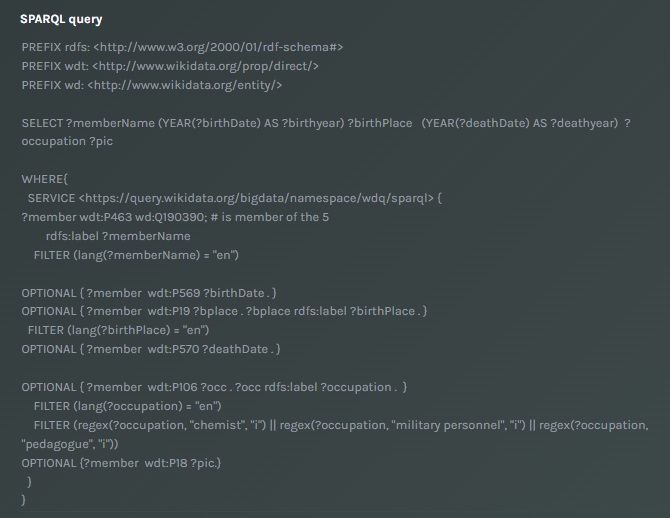 SPARQL query
PREFIX rdfs: <http://www.w3.org/2000/01/rdf-schema#>
PREFIX wdt: <http://www.wikidata.org/prop/direct/>
PREFIX wd: <http://www.wikidata.org/entity/>
SELECT ?memberName (YEAR(?birthDate) AS ?birthyear) ?birthPlace (YEAR(?deathDate) AS ?deathyear) ?
occupation ?pic
WHERE{
SERVICE <https://query.wikidata.org/bigdata/namespace/wdq/sparql> {
?member wdt:P463 wd:Q190390; # is member of the 5
rdfs:label ?memberName
FILTER (lang(?memberName) = "en")
OPTIONAL { ?member wdt:P569 ?birthDate . }
OPTIONAL { ?member wdt:P19 ?bplace . ?bplace rdfs:label ?birthPlace . }
FILTER (lang(?birthPlace) = "en")
OPTIONAL { ?member wdt:P570 ?deathDate . }
OPTIONAL { ?member wdt:P106 ?occ . ?occ rdfs:label ?occupation . }
FILTER (lang(?occupation) = "en")
FILTER (regex(?occupation, "chemist", "i") || regex(?occupation, "military personnel", "i") || regex(?occupation,
"pedagogue", "i"))
OPTIONAL {?member wdt:P18 ?pic.}
}
}